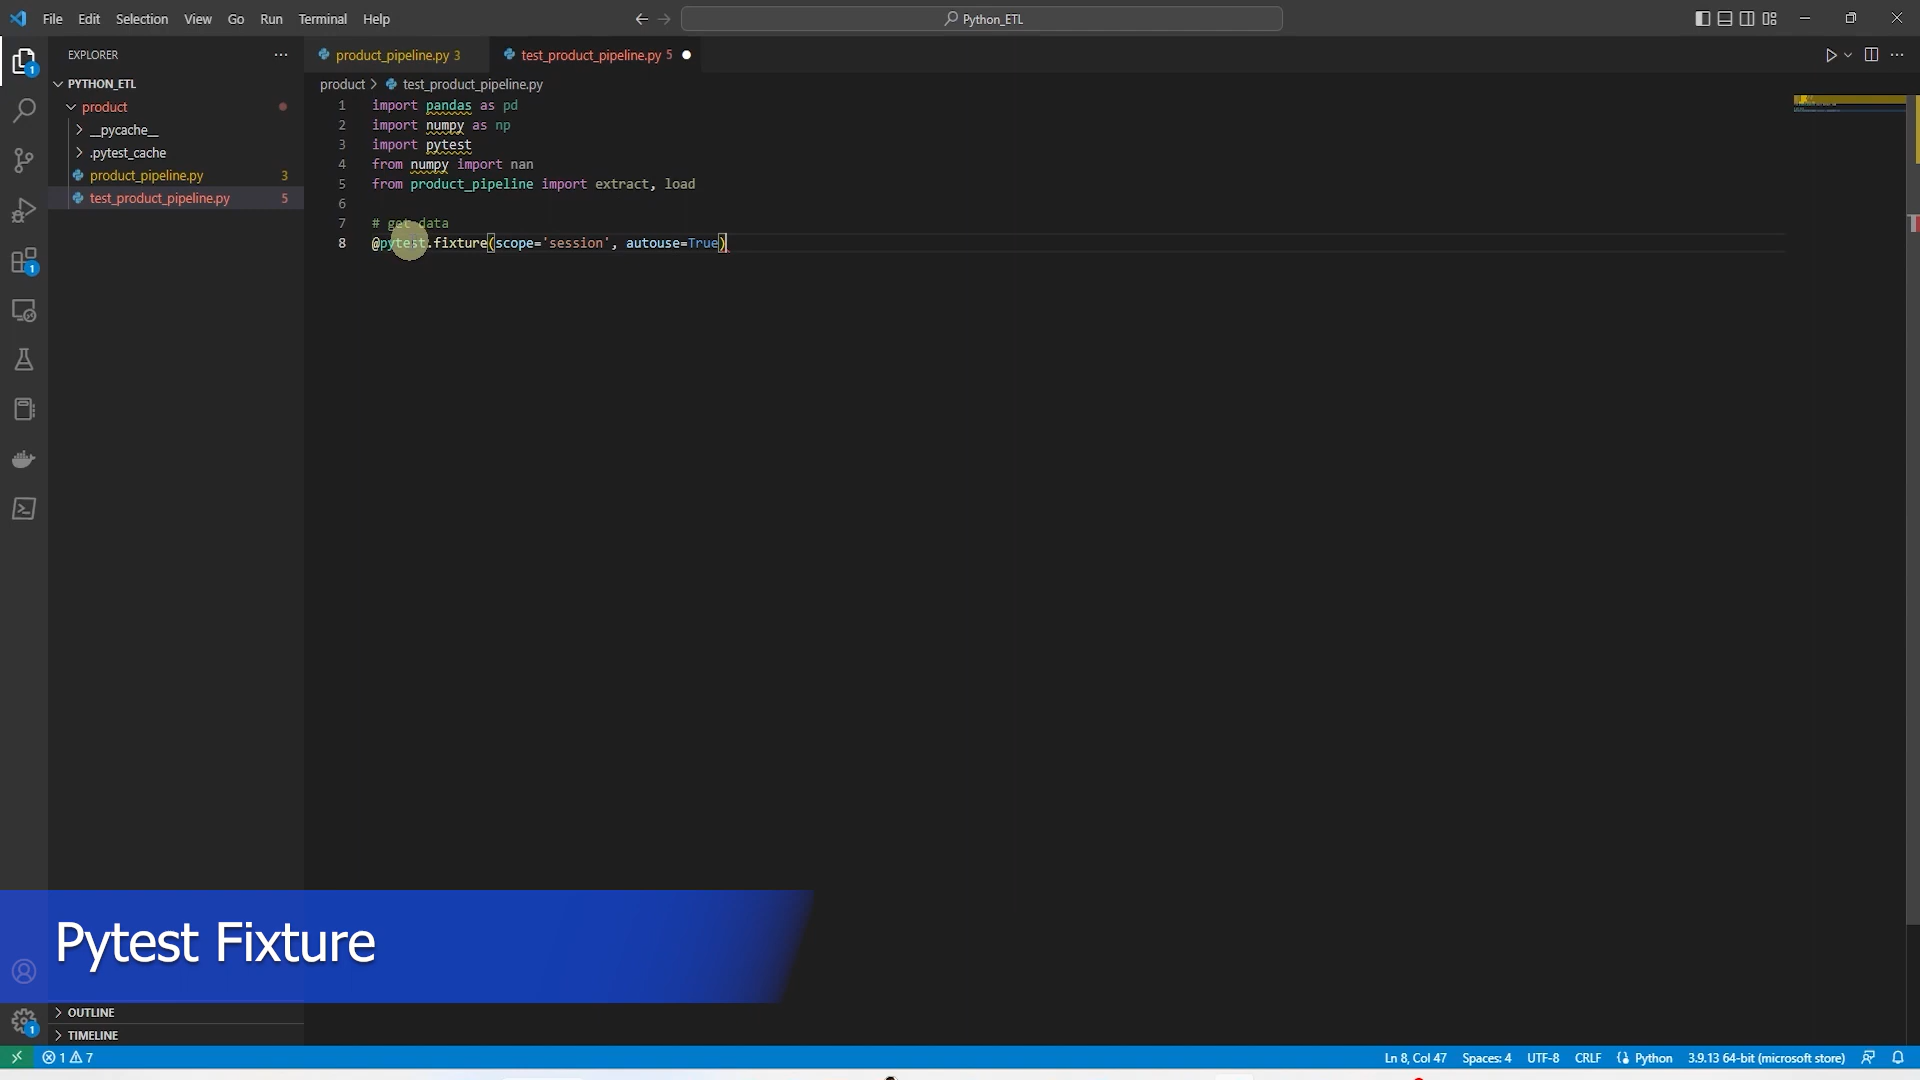 File Edit Selection View Go Run Terminal Help
Python_ETL
EXPLORER
PYTHON_ETL
product
__pycache__
.pytest_cache
product_pipeline.py 3
test_product_pipeline.py 5
OUTLINE
TIMELINE
product_pipeline.py 3
test_product_pipeline.py 5
product > test_product_pipeline.py
1 import pandas as pd
2 import numpy as np
3 import pytest
4 from numpy import nan
5 from product_pipeline import extract, load
6
7 # get data
8 @pytest.fixture(scope='session', autouse=True)
Pytest Fixture
1
1
1
1 7
Ln 8, Col 47 Spaces: 4 UTF-8 CRLF Python 3.9.13 64-bit (microsoft store)